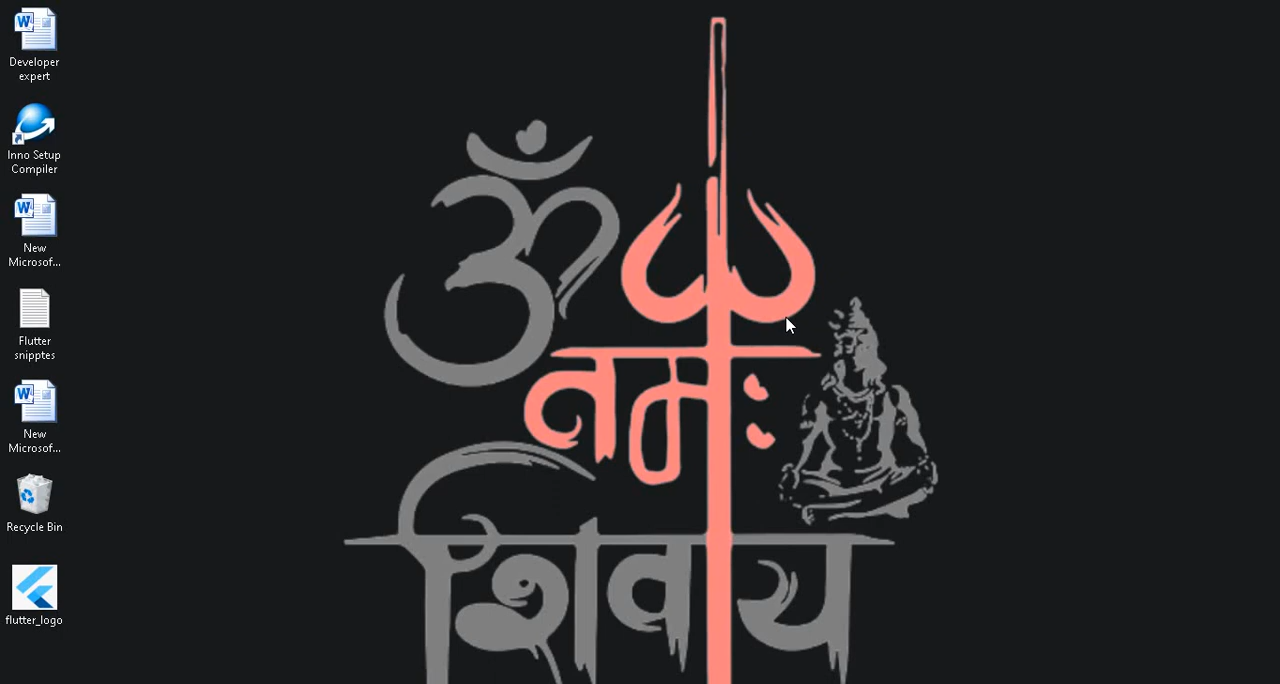 Developer
expert
Inno Setup
Compiler
New
Microsof...
Flutter
snipptes
New
Microsof...
Recycle Bin
flutter_logo
ॐ
नमः
शिवाय